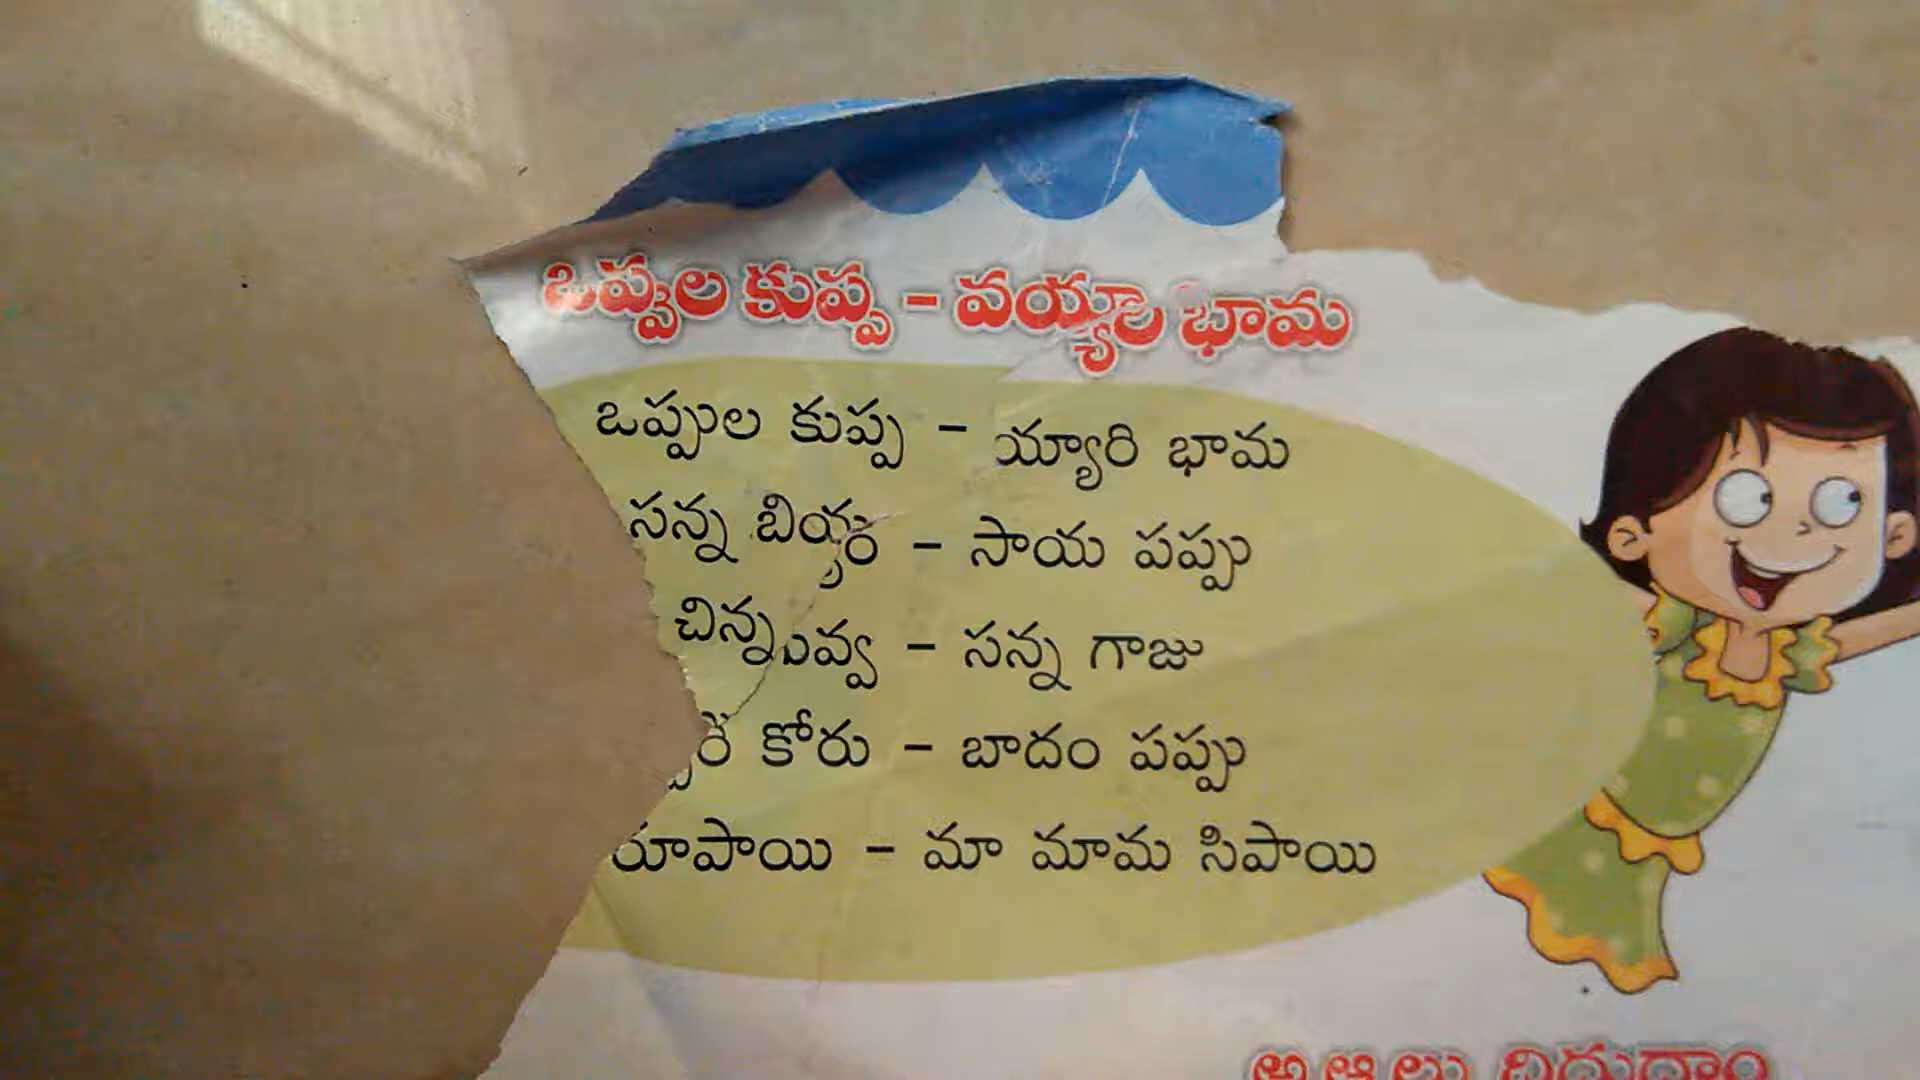 ఒప్పుల కుప్ప - వయ్యారి భామ
ఒప్పుల కుప్ప - య్యారి భామ
సన్న బియ్యం - సాయ పప్పు
చిన్న - సన్న గాజు
కోరు - బాదం పప్పు
రూపాయి - మా మామ సిపాయి
అ ఆ లు దిద్దుదాం